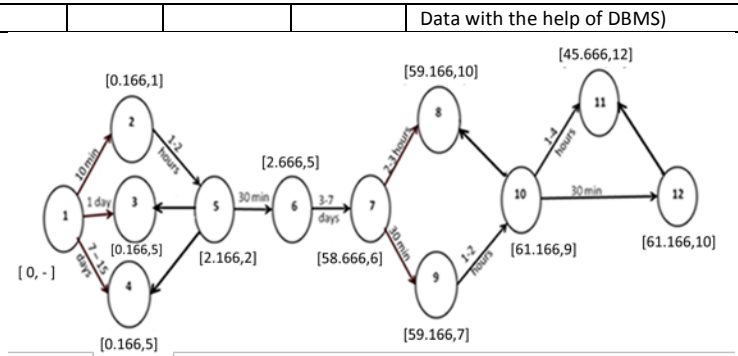 Data with the help of DBMS)
[45.666,12]
[59.166,10]
[0.166,1]
11
8
2
1-4 hours
2-3 hours
1-2 hours
10 min
[2.666,5]
1 day
3
30 min
3-7 days
30 min
1
5
6
7
10
12
[0.166,5]
[2.166,2]
[58.666,6]
[61.166,9]
[61.166,10]
7 – 15 days
30 min
1-2 hours
[ 0, - ]
4
9
[59.166,7]
[0.166,5]